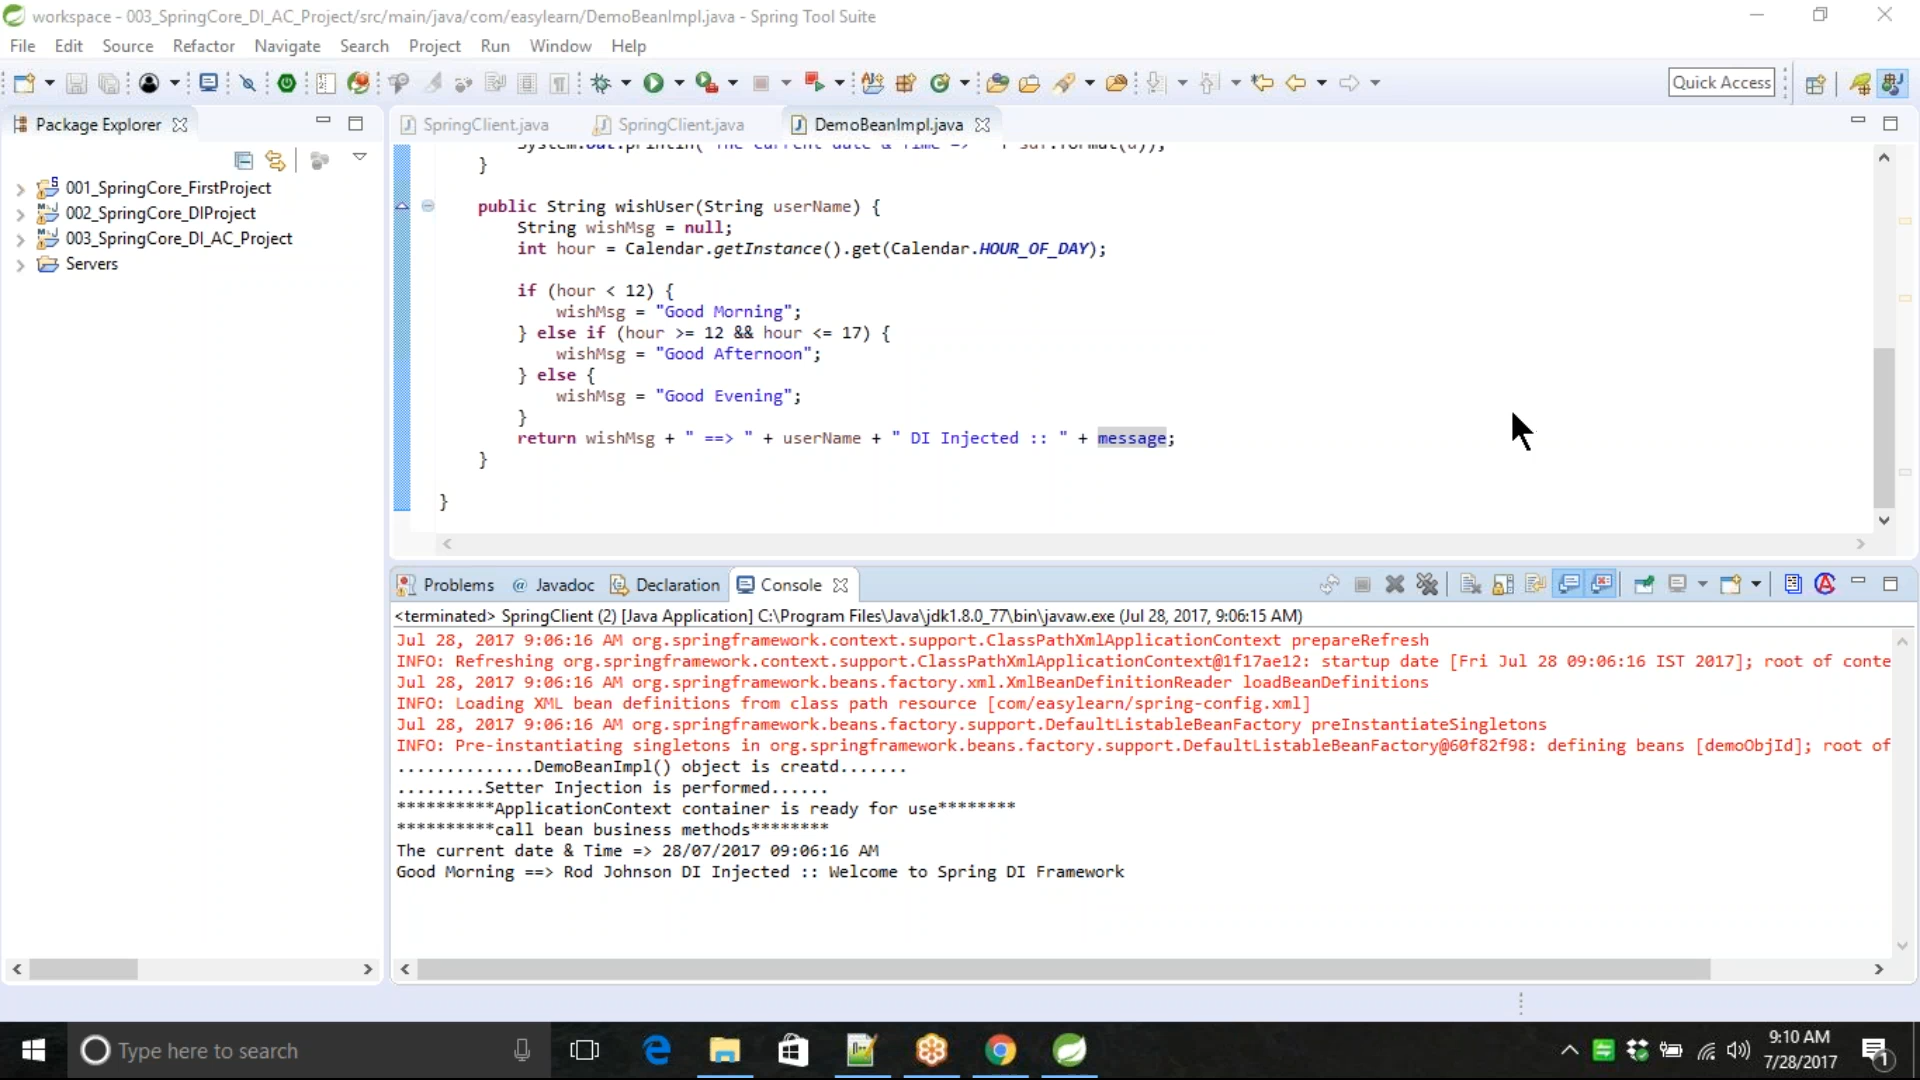 workspace - 003_SpringCore_DI_AC_Project/src/main/java/com/easylearn/DemoBeanImpl.java - Spring Tool Suite
File Edit Source Refactor Navigate Search Project Run Window Help
Quick Access
Package Explorer
SpringClient.java
SpringClient.java
DemoBeanImpl.java
001_SpringCore_FirstProject
002_SpringCore_DIProject
003_SpringCore_DI_AC_Project
Servers
System.out.println("The current date & Time => " + sdf.format(d));
}
public String wishUser(String userName) {
String wishMsg = null;
int hour = Calendar.getInstance().get(Calendar.HOUR_OF_DAY);
if (hour < 12) {
wishMsg = "Good Morning";
} else if (hour >= 12 && hour <= 17) {
wishMsg = "Good Afternoon";
} else {
wishMsg = "Good Evening";
}
return wishMsg + " ==> " + userName + " DI Injected :: " + message;
}
}
Problems @ Javadoc Declaration Console
<terminated> SpringClient (2) [Java Application] C:\Program Files\Java\jdk1.8.0_77\bin\javaw.exe (Jul 28, 2017, 9:06:15 AM)
Jul 28, 2017 9:06:16 AM org.springframework.context.support.ClassPathXmlApplicationContext prepareRefresh
INFO: Refreshing org.springframework.context.support.ClassPathXmlApplicationContext@1f17ae12: startup date [Fri Jul 28 09:06:16 IST 2017]; root of conte
Jul 28, 2017 9:06:16 AM org.springframework.beans.factory.xml.XmlBeanDefinitionReader loadBeanDefinitions
INFO: Loading XML bean definitions from class path resource [com/easylearn/spring-config.xml]
Jul 28, 2017 9:06:16 AM org.springframework.beans.factory.support.DefaultListableBeanFactory preInstantiateSingletons
INFO: Pre-instantiating singletons in org.springframework.beans.factory.support.DefaultListableBeanFactory@60f82f98: defining beans [demoObjId]; root of
..............DemoBeanImpl() object is creatd.......
.........Setter Injection is performed......
**********ApplicationContext container is ready for use********
**********call bean business methods********
The current date & Time => 28/07/2017 09:06:16 AM
Good Morning ==> Rod Johnson DI Injected :: Welcome to Spring DI Framework
Type here to search
9:10 AM
7/28/2017
1